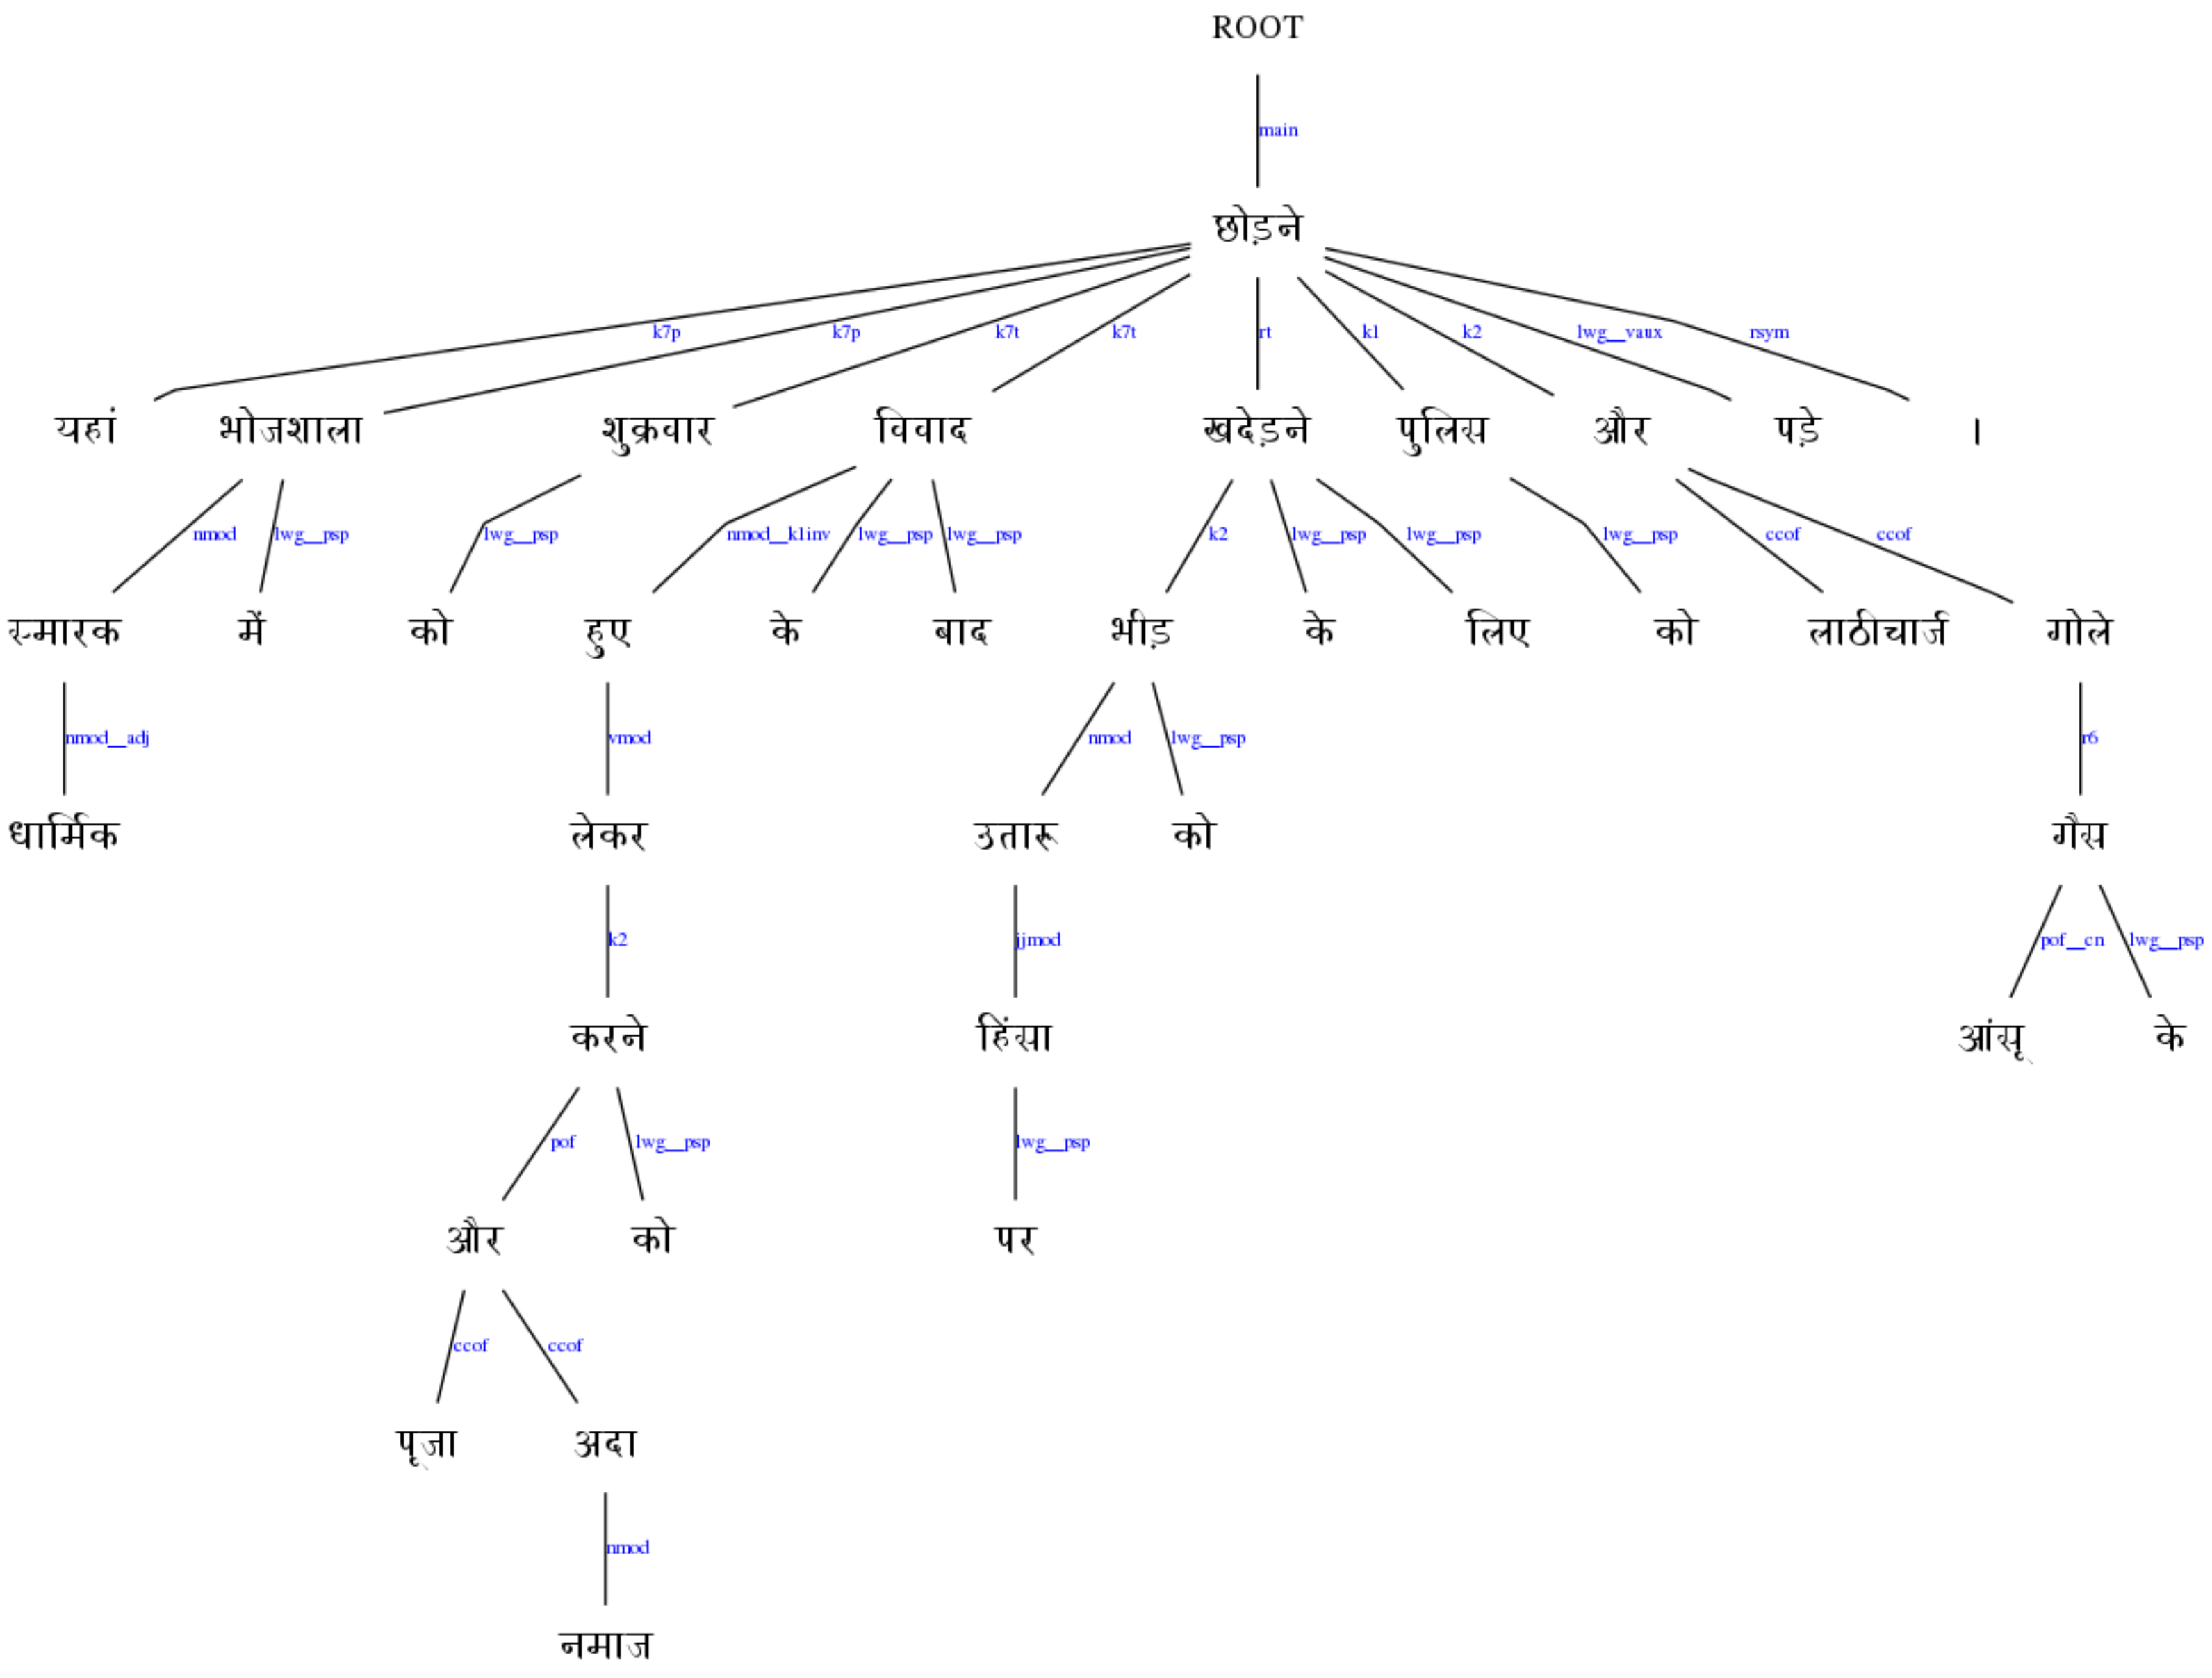 ROOT
main
छोड़ने
k7p k7p k7t k7t rt k1 k2 lwg__vaux rsym
यहां भोजशाला शुक्रवार विवाद खदेड़ने पुलिस और पड़े ।
nmod lwg__psp lwg__psp nmod__k1inv lwg__psp lwg__psp k2 lwg__psp lwg__psp lwg__psp ccof ccof
स्मारक में को हुए के बाद भीड़ के लिए को लाठीचार्ज गोले
nmod__adj vmod nmod lwg__psp r6
धार्मिक लेकर उतारू को गैस
k2 jjmod pof__cn lwg__psp
करने हिंसा आंसू के
pof lwg__psp lwg__psp
और को पर
ccof ccof
पूजा अदा
nmod
नमाज